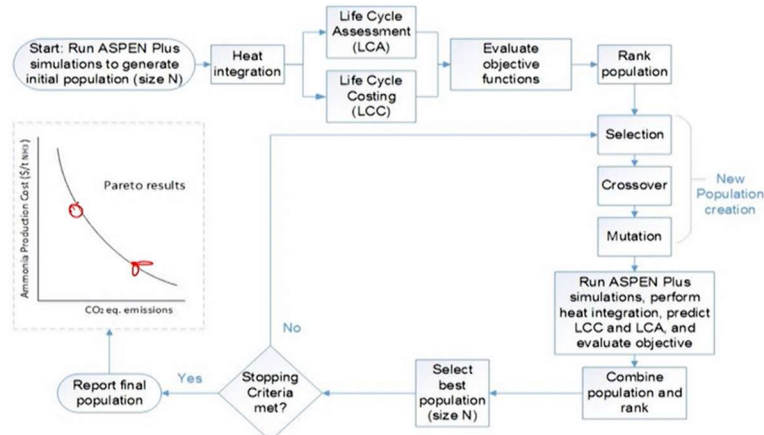 Start: Run ASPEN Plus
simulations to generate
initial population (size N)
Heat
integration
Life Cycle
Assessment
(LCA)
Life Cycle
Costing
(LCC)
Evaluate
objective
functions
Rank
population
Selection
Crossover
Mutation
New
Population
creation
Run ASPEN Plus
simulations, perform
heat integration, predict
LCC and LCA, and
evaluate objective
Combine
population and
rank
Select
best
population
(size N)
Stopping
Criteria
met?
No
Yes
Report final
population
Pareto results
Ammonia Production Cost ($/t NH3)
CO2 eq. emissions